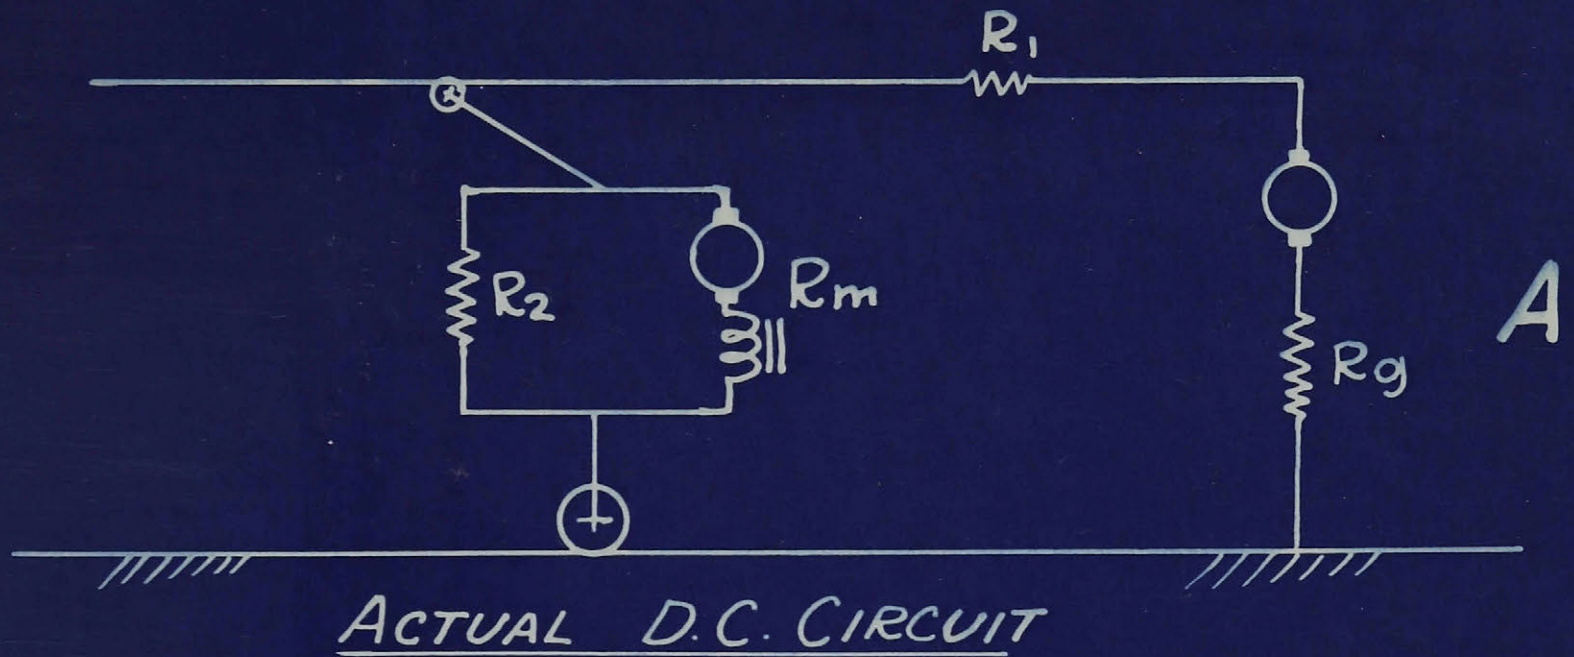 R1
R2
Rm
Rg
A
ACTUAL D.C. CIRCUIT